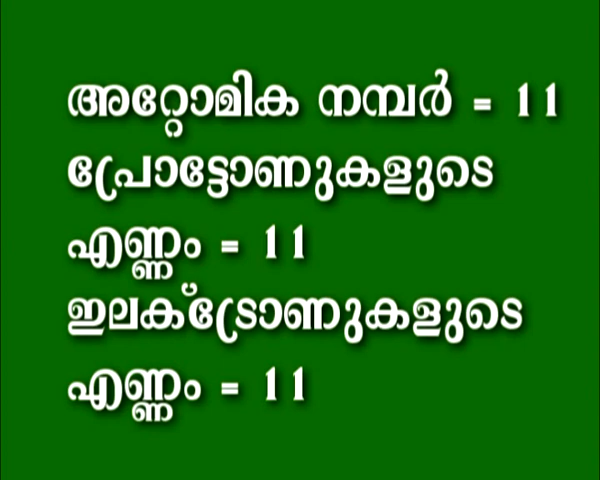 അറ്റോമിക നമ്പർ = 11
പ്രോട്ടോണുകളുടെ
എണ്ണം = 11
ഇലക്ട്രോണുകളുടെ
എണ്ണം = 11